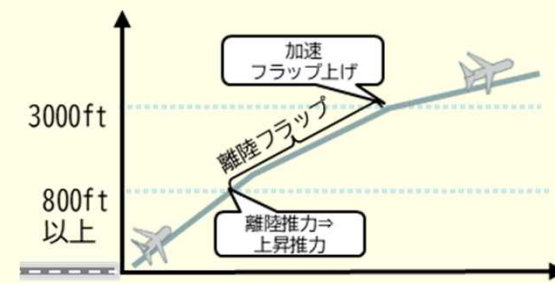 加速
フラップ上げ
3000ft
離陸フラップ
800ft
以上
離陸推力⇒
上昇推力